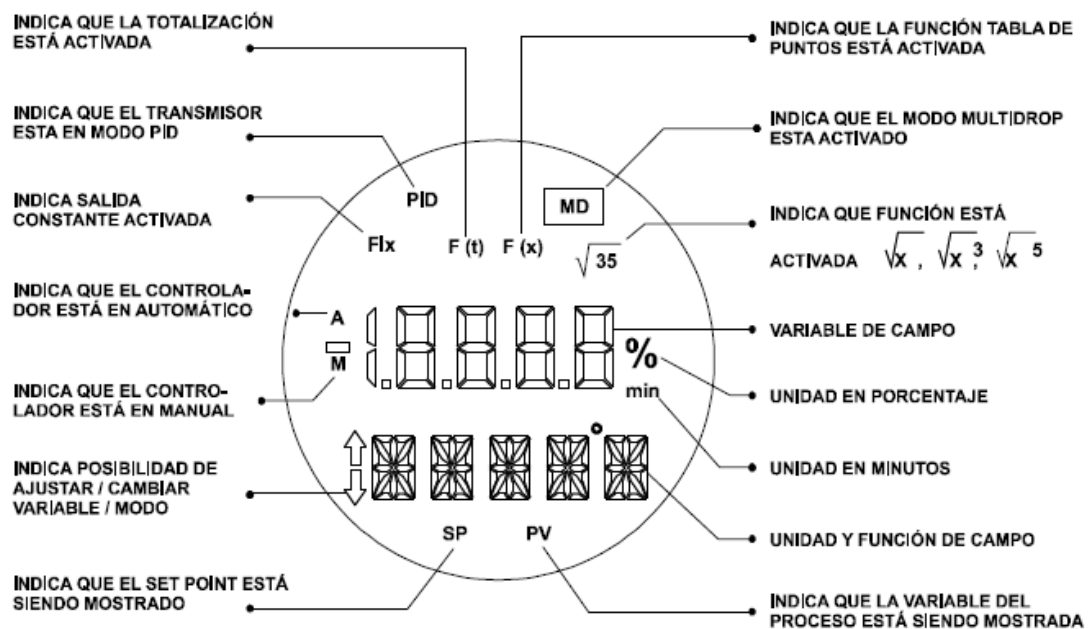 INDICA QUE LA TOTALIZACIÓN
ESTÁ ACTIVADA
INDICA QUE EL TRANSMISOR
ESTA EN MODO PID
INDICA SALIDA
CONSTANTE ACTIVADA
INDICA QUE EL CONTROLA-
DOR ESTÁ EN AUTOMÁTICO
INDICA QUE EL CONTRO-
LADOR ESTÁ EN MANUAL
INDICA POSIBILIDAD DE
AJUSTAR / CAMBIAR
VARIABLE / MODO
INDICA QUE EL SET POINT ESTÁ
SIENDO MOSTRADO
PID
MD
Fix
F (t)
F (x)
√35
A
M
8.8.8.8
%
min
SP
PV
INDICA QUE LA FUNCIÓN TABLA DE
PUNTOS ESTÁ ACTIVADA
INDICA QUE EL MODO MULTIDROP
ESTA ACTIVADO
INDICA QUE FUNCIÓN ESTÁ
ACTIVADA √x , √x ³, √x ⁵
VARIABLE DE CAMPO
UNIDAD EN PORCENTAJE
UNIDAD EN MINUTOS
UNIDAD Y FUNCIÓN DE CAMPO
INDICA QUE LA VARIABLE DEL
PROCESO ESTÁ SIENDO MOSTRADA